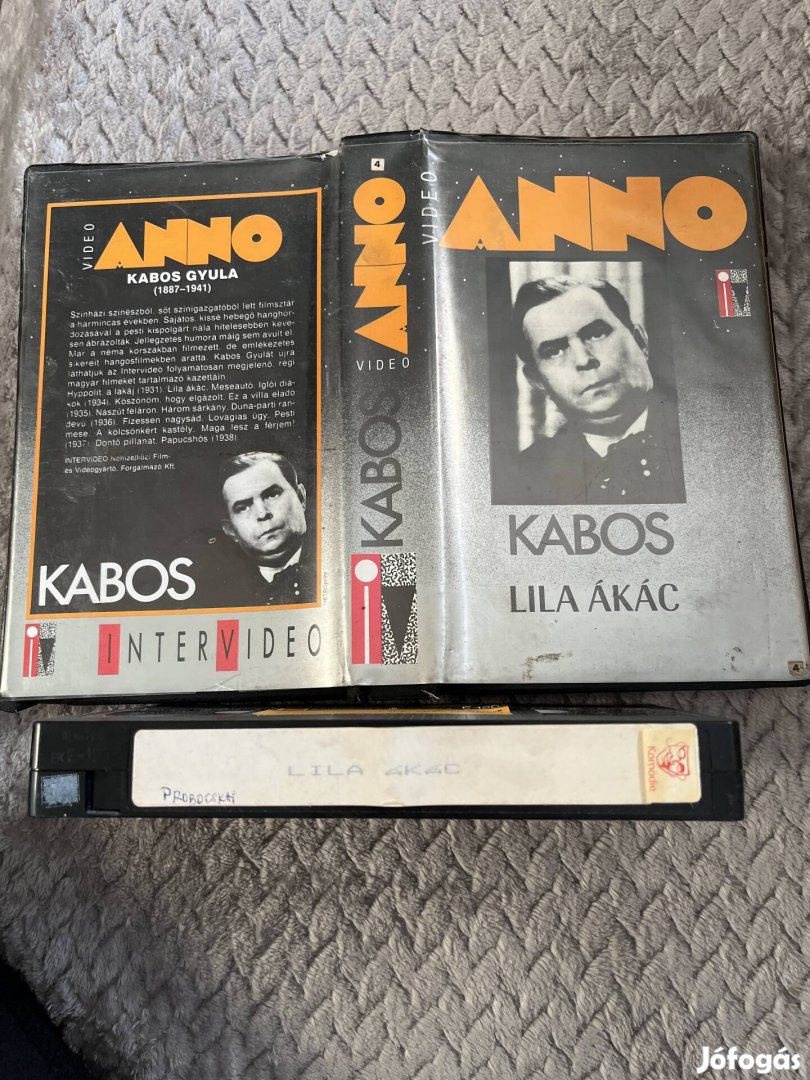 VIDEO
ANNO
KABOS GYULA
(1887–1941)
Színházi színészből, sőt színigazgatóból lett filmsztár
a harmincas években. Sajátos, kissé hebegő hanghor-
dozásával a pesti kispolgárt nála hitelesebben keve-
sen ábrázolták. Jellegzetes humora máig sem avult el.
Már a néma korszakban filmezett, de emlékezetes
sikereit hangosfilmekben aratta. Kabos Gyulát újra
láthatjuk az Intervideo folyamatosan megjelenő, régi
magyar filmeket tartalmazó kazettáin.
Hyppolit, a lakáj (1931). Lila ákác. Meseautó. Iglói diá-
kok (1934). Köszönöm, hogy elgázolt. Ez a villa eladó
(1935). Nászút féláron. Három sárkány. Duna-parti ran-
devú (1936). Fizessen nagysád. Lovagias ügy. Pesti
mese. A kölcsönkért kastély. Maga lesz a férjem!
(1937). Döntő pillanat. Papucshős (1938)
INTERVIDEO Nemzetközi Film-
és Videogyártó, Forgalmazó Kft.
KABOS
INTERVIDEO
4
ANNO
VIDEO
KABOS
VIDEO
ANNO
KABOS
LILA ÁKÁC
4
LILA AKAC
Komödie
Jófogás